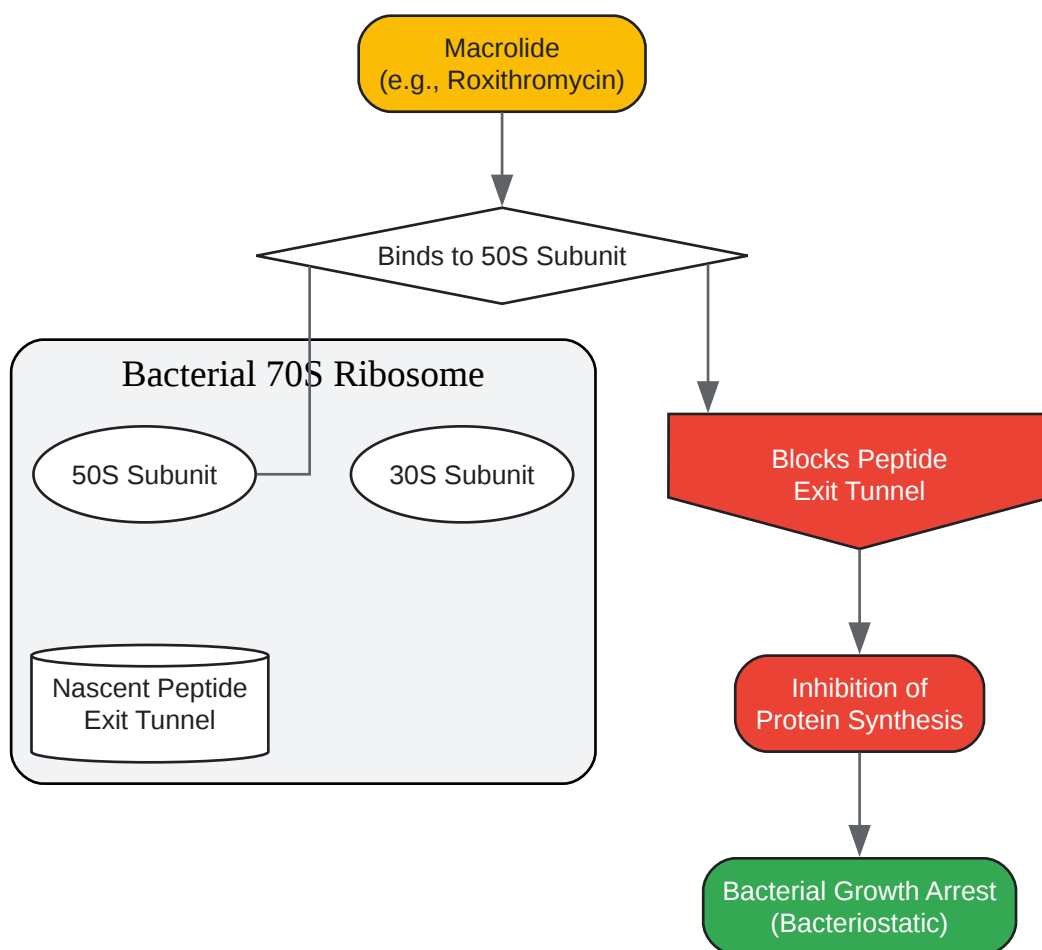 Macrolide
(e.g., Roxithromycin)
Binds to 50S Subunit
Bacterial 70S Ribosome
50S Subunit
30S Subunit
Nascent Peptide
Exit Tunnel
Blocks Peptide
Exit Tunnel
Inhibition of
Protein Synthesis
Bacterial Growth Arrest
(Bacteriostatic)